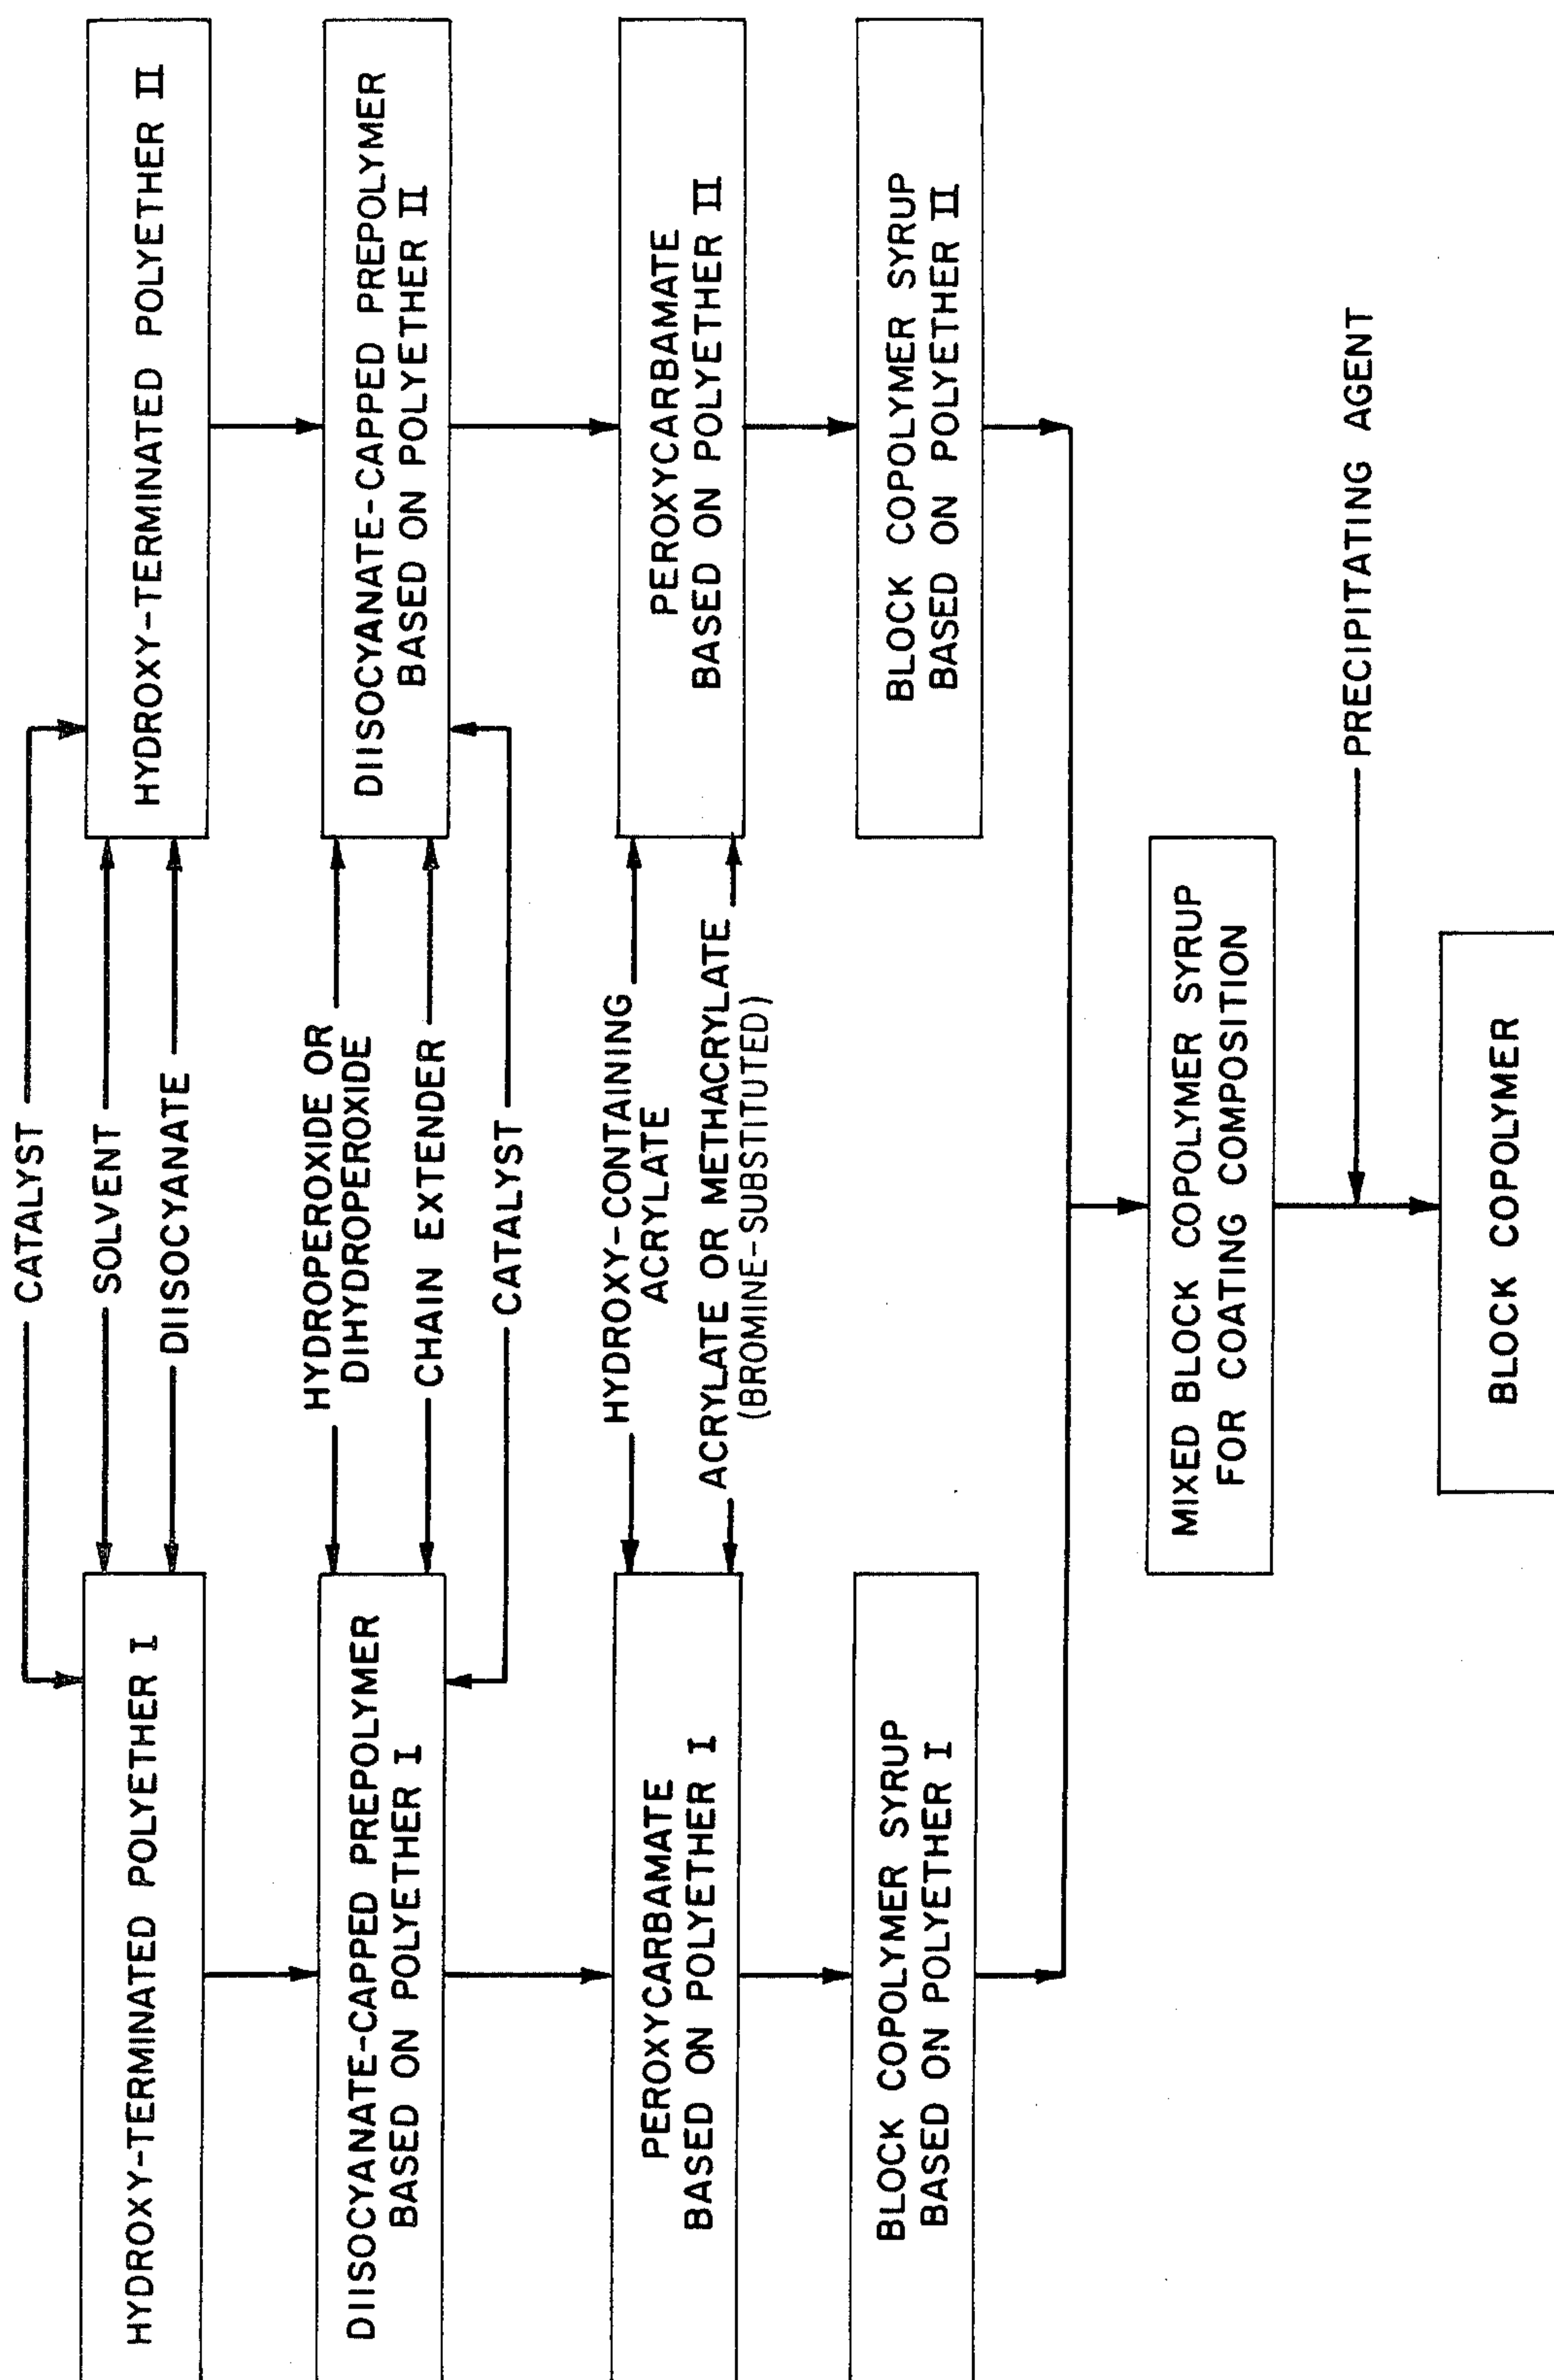 CATALYST
SOLVENT
DIISOCYANATE
HYDROXY-TERMINATED POLYETHER I
HYDROXY-TERMINATED POLYETHER II
HYDROPEROXIDE OR
DIHYDROPEROXIDE
CHAIN EXTENDER
CATALYST
DIISOCYANATE-CAPPED PREPOLYMER
BASED ON POLYETHER I
DIISOCYANATE-CAPPED PREPOLYMER
BASED ON POLYETHER II
HYDROXY-CONTAINING
ACRYLATE
ACRYLATE OR METHACRYLATE
(BROMINE-SUBSTITUTED)
PEROXYCARBAMATE
BASED ON POLYETHER I
PEROXYCARBAMATE
BASED ON POLYETHER II
BLOCK COPOLYMER SYRUP
BASED ON POLYETHER I
BLOCK COPOLYMER SYRUP
BASED ON POLYETHER II
MIXED BLOCK COPOLYMER SYRUP
FOR COATING COMPOSITION
PRECIPITATING AGENT
BLOCK COPOLYMER